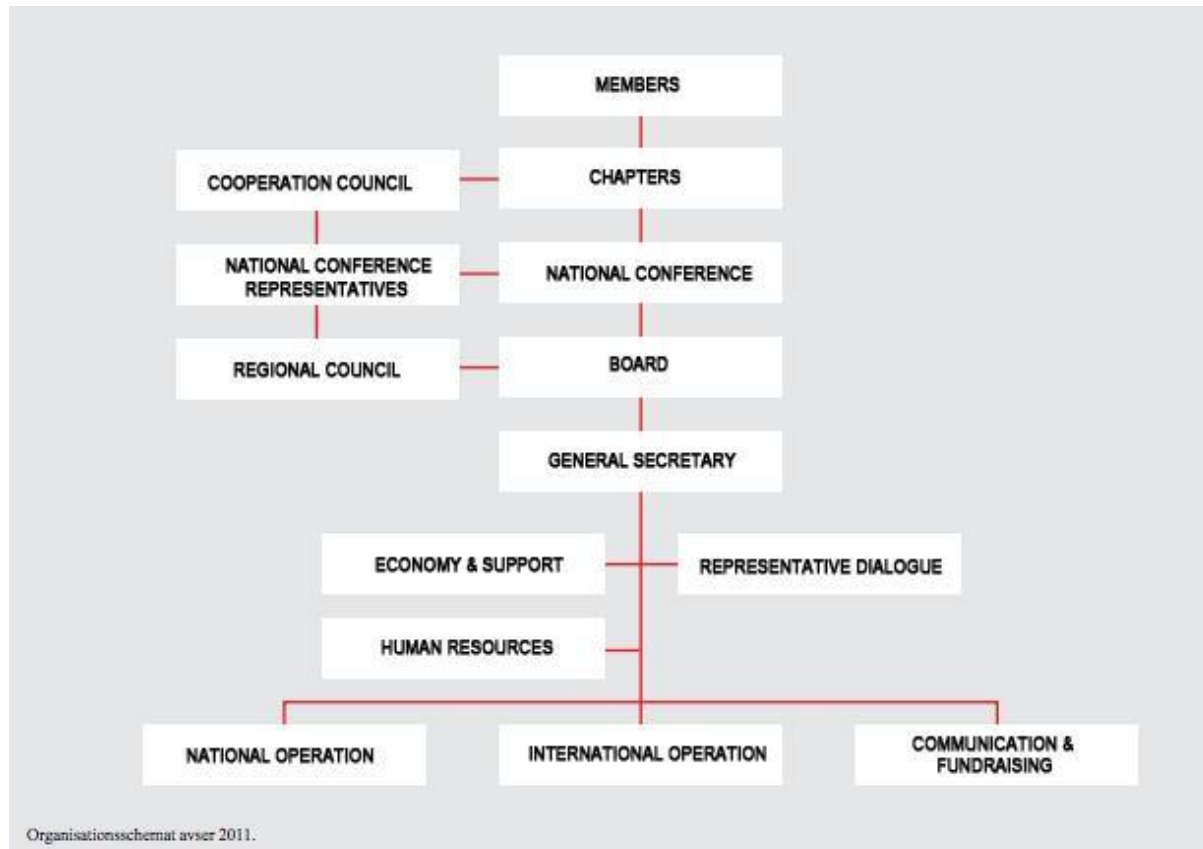 MEMBERS
COOPERATION COUNCIL
CHAPTERS
NATIONAL CONFERENCE
REPRESENTATIVES
NATIONAL CONFERENCE
REGIONAL COUNCIL
BOARD
GENERAL SECRETARY
ECONOMY & SUPPORT
REPRESENTATIVE DIALOGUE
HUMAN RESOURCES
NATIONAL OPERATION
INTERNATIONAL OPERATION
COMMUNICATION &
FUNDRAISING
Organisationsschemat avser 2011.